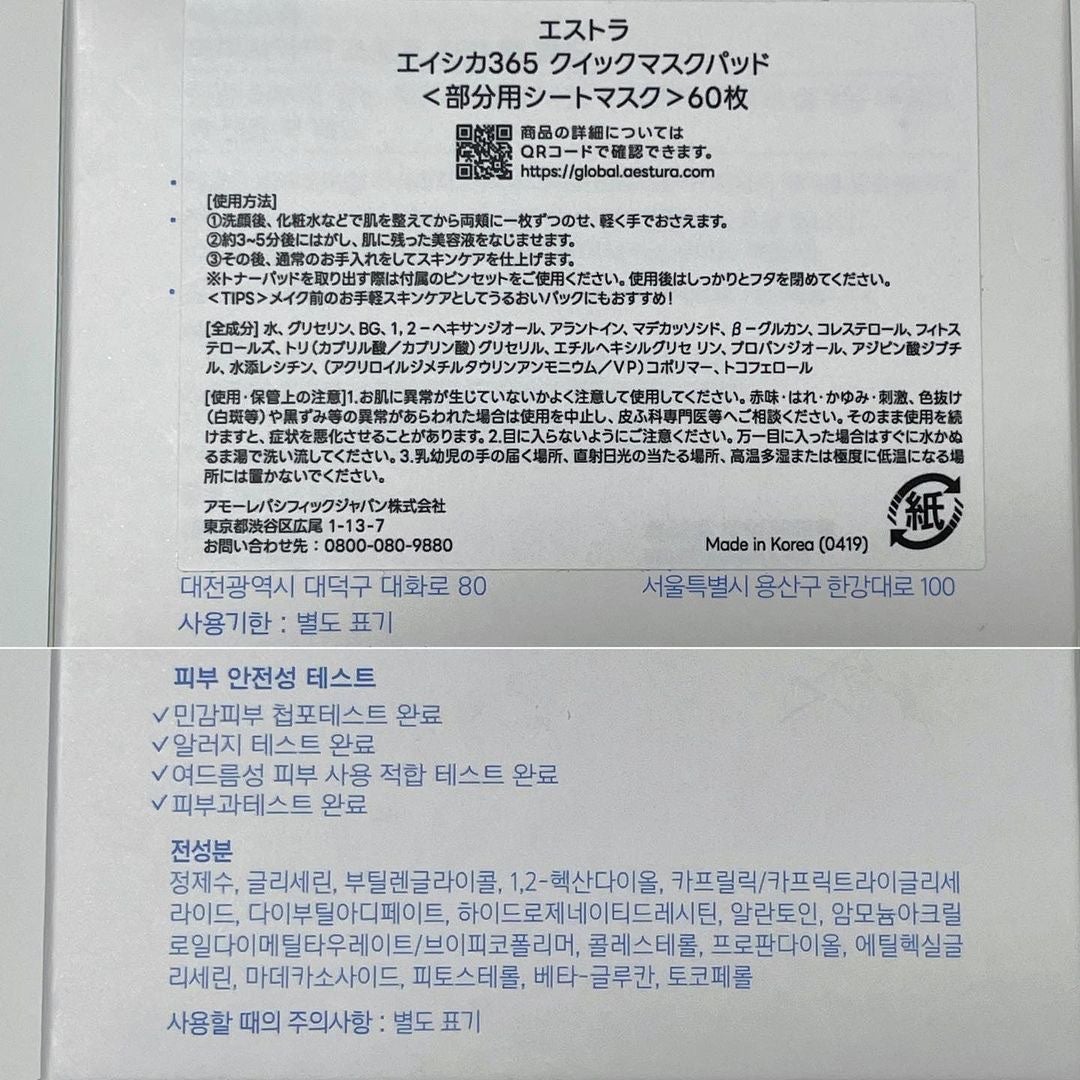 エストラ
エイシカ365 クイックマスクパッド
＜部分用シートマスク＞60枚
商品の詳細については
QRコードで確認できます。
https://global.aestura.com
[使用方法]
①洗顔後、化粧水などで肌を整えてから両頬に一枚ずつのせ、軽く手でおさえます。
②約3~5分後にはがし、肌に残った美容液をなじませます。
③その後、通常のお手入れをしてスキンケアを仕上げます。
※トナーパッドを取り出す際は付属のピンセットをご使用ください。使用後はしっかりとフタを閉めてください。
＜TIPS＞メイク前のお手軽スキンケアとしてうるおいパックにもおすすめ!
[全成分] 水、グリセリン、BG、1, 2－ヘキサンジオール、アラントイン、マデカッソシド、β－グルカン、コレステロール、フィトス
テロールズ、トリ（カプリル酸／カプリン酸）グリセリル、エチルヘキシルグリセ リン、プロパンジオール、アジピン酸ジブチ
ル、水添レシチン、（アクリロイルジメチルタウリンアンモニウム／VP）コポリマー、トコフェロール
[使用・保管上の注意]1.お肌に異常が生じていないかよく注意して使用してください。赤味・はれ・かゆみ・刺激、色抜け
（白斑等）や黒ずみ等の異常があらわれた場合は使用を中止し、皮ふ科専門医等へご相談ください。そのまま使用を続
けますと、症状を悪化させることがあります。2.目に入らないようにご注意ください。万一目に入った場合はすぐに水かぬ
るま湯で洗い流してください。3.乳幼児の手の届く場所、直射日光の当たる場所、高温多湿または極度に低温になる場
所には置かないでください。
アモーレパシフィックジャパン株式会社
東京都渋谷区広尾 1-13-7
お問い合わせ先：0800-080-9880
Made in Korea (0419)
紙
대전광역시 대덕구 대화로 80
서울특별시 용산구 한강대로 100
사용기한 : 별도 표기
피부 안전성 테스트
✓민감피부 첩포테스트 완료
✓알러지 테스트 완료
✓여드름성 피부 사용 적합 테스트 완료
✓피부과테스트 완료
전성분
정제수, 글리세린, 부틸렌글라이콜, 1,2-헥산다이올, 카프릴릭/카프릭트라이글리세
라이드, 다이부틸아디페이트, 하이드로제네이티드레시틴, 알란토인, 암모늄아크릴
로일다이메틸타우레이트/브이피코폴리머, 콜레스테롤, 프로판다이올, 에틸헥실글
리세린, 마데카소사이드, 피토스테롤, 베타-글루칸, 토코페롤
사용할 때의 주의사항 : 별도 표기